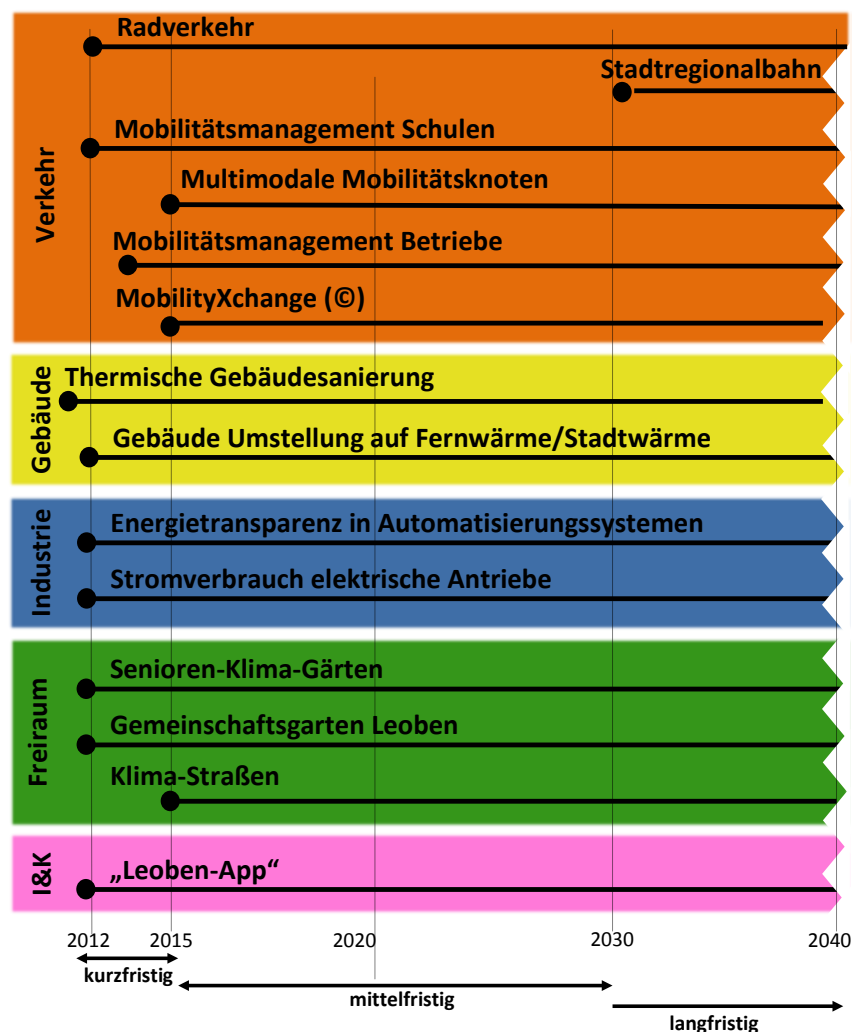 Verkehr
Radverkehr
Stadtregionalbahn
Mobilitätsmanagement Schulen
Multimodale Mobilitätsknoten
Mobilitätsmanagement Betriebe
MobilityXchange (©)
Gebäude
Thermische Gebäudesanierung
Gebäude Umstellung auf Fernwärme/Stadtwärme
Industrie
Energietransparenz in Automatisierungssystemen
Stromverbrauch elektrische Antriebe
Freiraum
Senioren-Klima-Gärten
Gemeinschaftsgarten Leoben
Klima-Straßen
I&K
„Leoben-App“
2012 2015 2020 2030 2040
kurzfristig
mittelfristig
langfristig